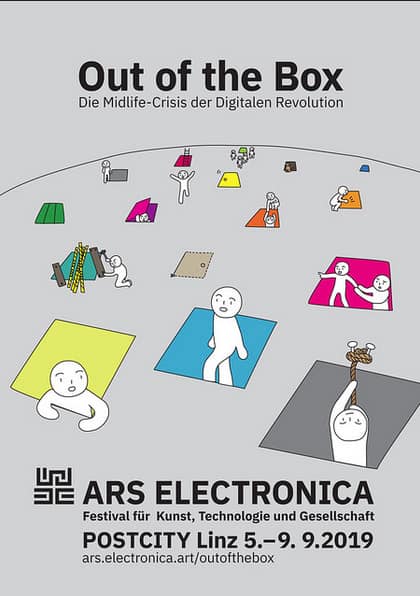 Out of the Box
Die Midlife-Crisis der Digitalen Revolution
ARS ELECTRONICA
Festival für Kunst, Technologie und Gesellschaft
POSTCITY Linz 5.–9. 9.2019
ars.electronica.art/outofthebox